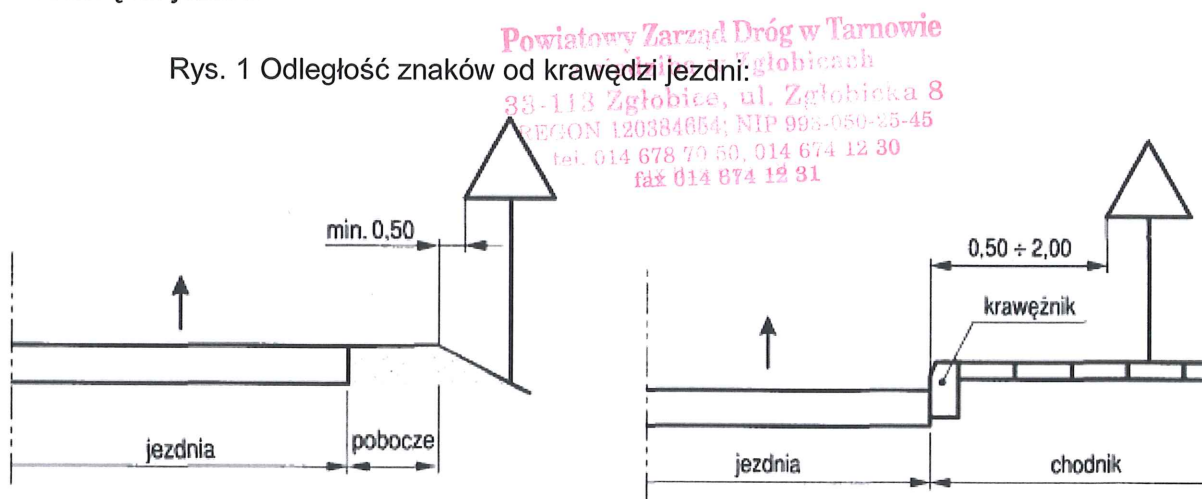 Powiatowy Zarząd Dróg w Tarnowie
Zgłobicach
Rys. 1 Odległość znaków od krawędzi jezdni:
33-113 Zgłobice, ul. Zgłobicka 8
REGON 120384654; NIP 993-050-25-45
tel. 014 678 70 50, 014 674 12 30
fax 014 674 12 31
min. 0,50
jezdnia
pobocze
0,50 ÷ 2,00
krawężnik
jezdnia
chodnik